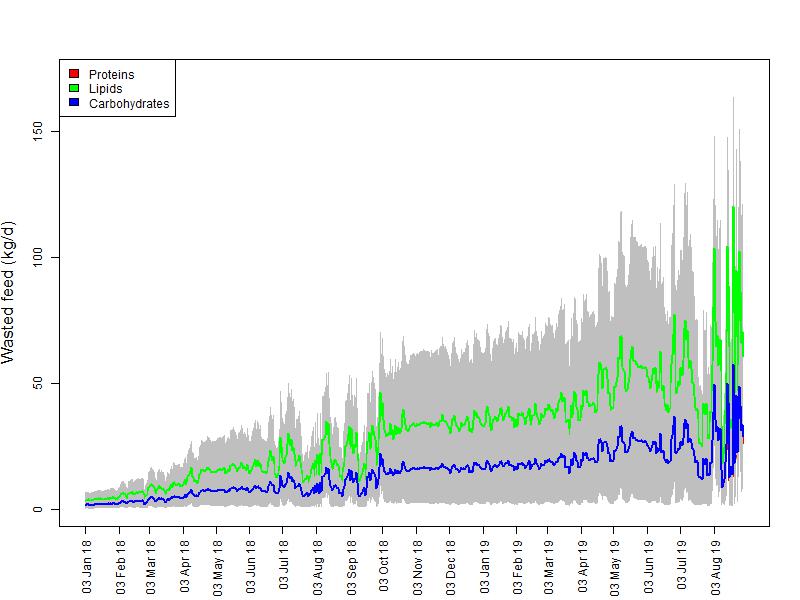 Proteins
Lipids
Carbohydrates
Wasted feed (kg/d)
150
100
50
0
03 Jan 18
03 Feb 18
03 Mar 18
03 Apr 18
03 May 18
03 Jun 18
03 Jul 18
03 Aug 18
03 Sep 18
03 Oct 18
03 Nov 18
03 Dec 18
03 Jan 19
03 Feb 19
03 Mar 19
03 Apr 19
03 May 19
03 Jun 19
03 Jul 19
03 Aug 19